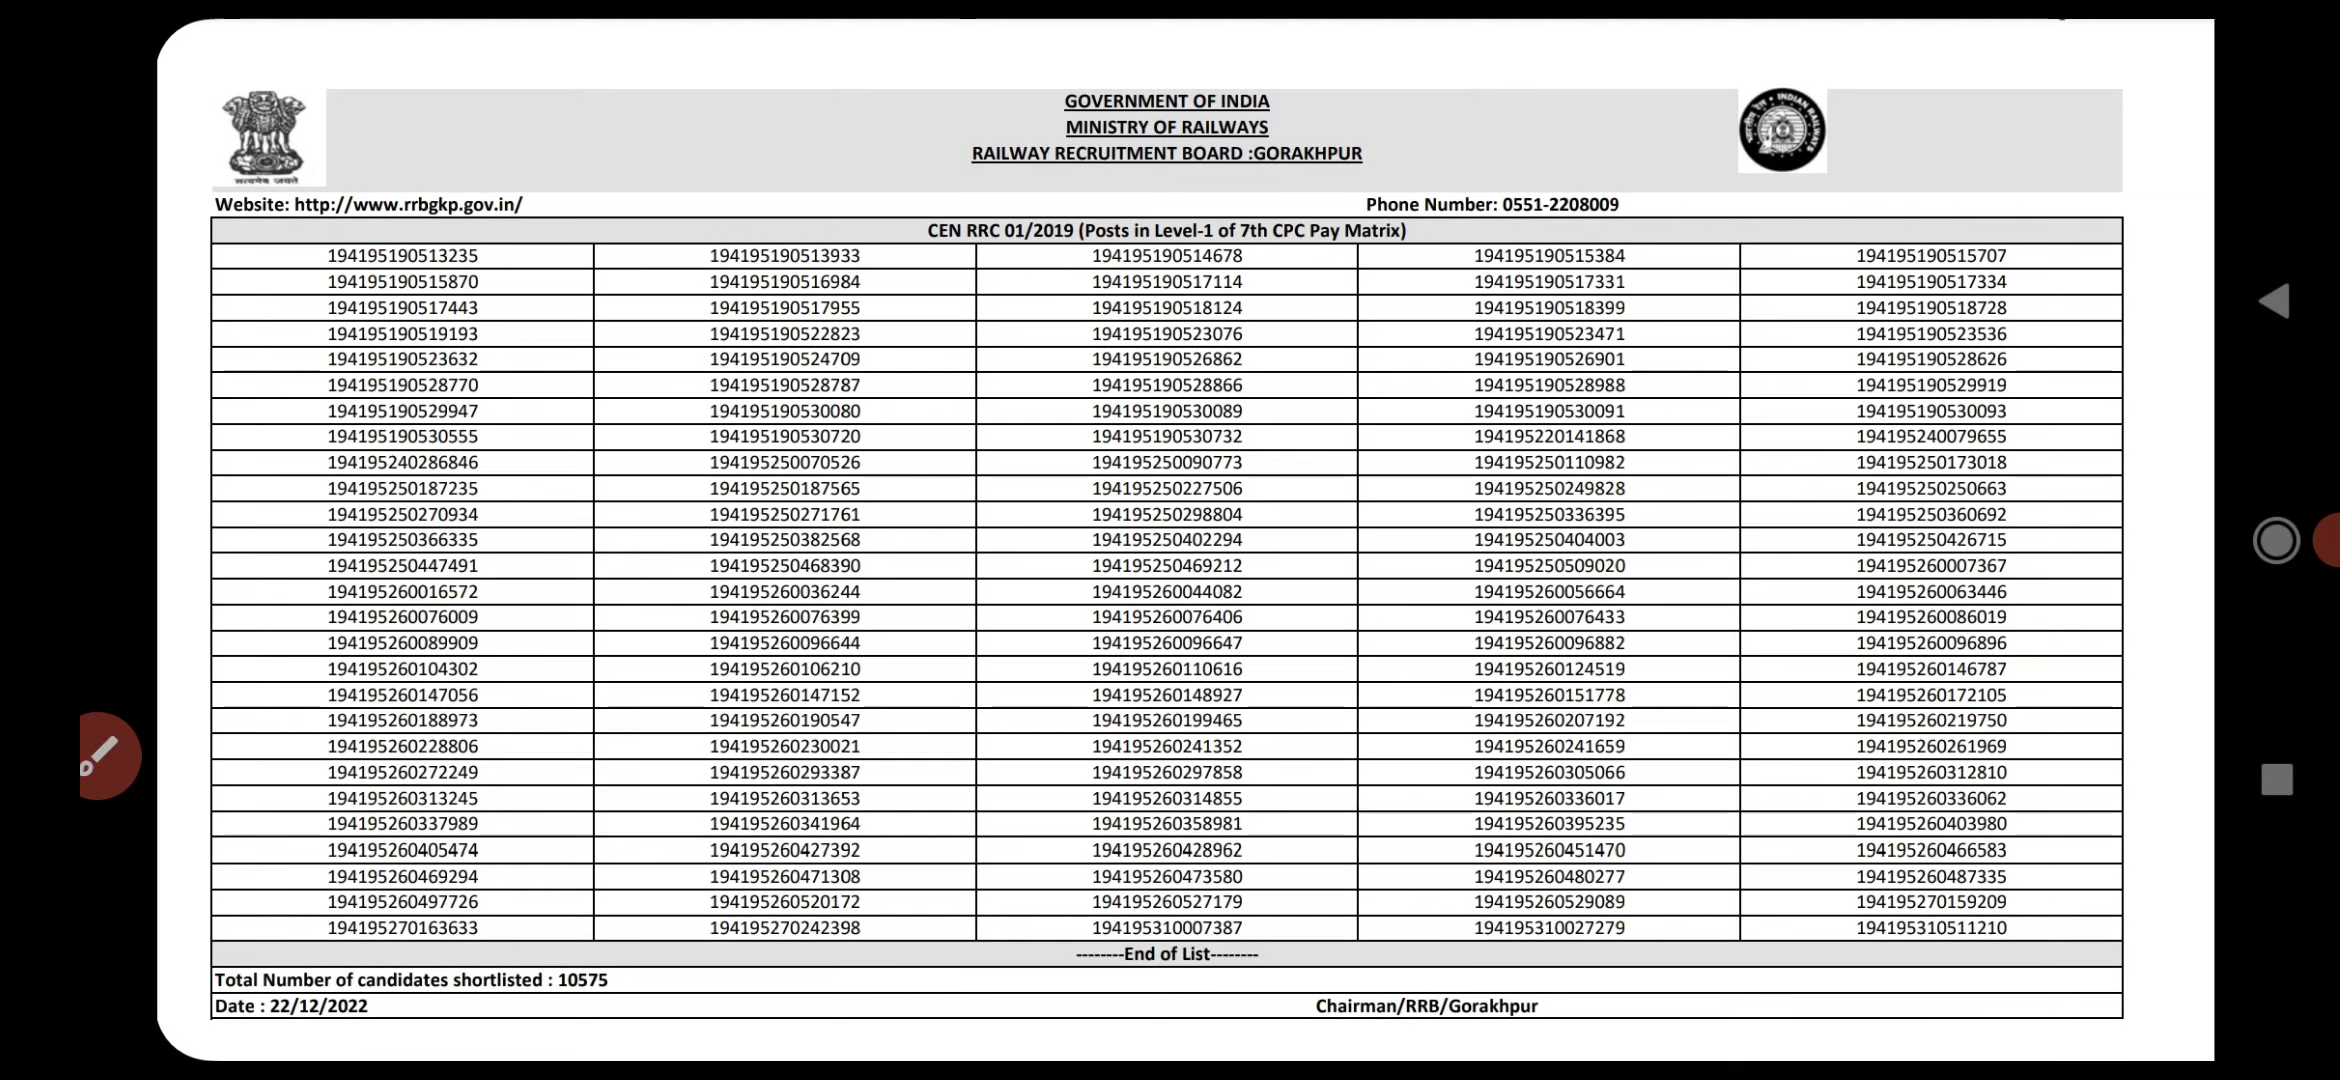 GOVERNMENT OF INDIA
MINISTRY OF RAILWAYS
RAILWAY RECRUITMENT BOARD :GORAKHPUR
सत्यमेव जयते
INDIAN RAILWAYS
Website: http://www.rrbgkp.gov.in/ Phone Number: 0551-2208009
CEN RRC 01/2019 (Posts in Level-1 of 7th CPC Pay Matrix)
194195190513235 194195190513933 194195190514678 194195190515384 194195190515707
194195190515870 194195190516984 194195190517114 194195190517331 194195190517334
194195190517443 194195190517955 194195190518124 194195190518399 194195190518728
194195190519193 194195190522823 194195190523076 194195190523471 194195190523536
194195190523632 194195190524709 194195190526862 194195190526901 194195190528626
194195190528770 194195190528787 194195190528866 194195190528988 194195190529919
194195190529947 194195190530080 194195190530089 194195190530091 194195190530093
194195190530555 194195190530720 194195190530732 194195220141868 194195240079655
194195240286846 194195250070526 194195250090773 194195250110982 194195250173018
194195250187235 194195250187565 194195250227506 194195250249828 194195250250663
194195250270934 194195250271761 194195250298804 194195250336395 194195250360692
194195250366335 194195250382568 194195250402294 194195250404003 194195250426715
194195250447491 194195250468390 194195250469212 194195250509020 194195260007367
194195260016572 194195260036244 194195260044082 194195260056664 194195260063446
194195260076009 194195260076399 194195260076406 194195260076433 194195260086019
194195260089909 194195260096644 194195260096647 194195260096882 194195260096896
194195260104302 194195260106210 194195260110616 194195260124519 194195260146787
194195260147056 194195260147152 194195260148927 194195260151778 194195260172105
194195260188973 194195260190547 194195260199465 194195260207192 194195260219750
194195260228806 194195260230021 194195260241352 194195260241659 194195260261969
194195260272249 194195260293387 194195260297858 194195260305066 194195260312810
194195260313245 194195260313653 194195260314855 194195260336017 194195260336062
194195260337989 194195260341964 194195260358981 194195260395235 194195260403980
194195260405474 194195260427392 194195260428962 194195260451470 194195260466583
194195260469294 194195260471308 194195260473580 194195260480277 194195260487335
194195260497726 194195260520172 194195260527179 194195260529089 194195270159209
194195270163633 194195270242398 194195310007387 194195310027279 194195310511210
--------End of List--------
Total Number of candidates shortlisted : 10575
Date : 22/12/2022 Chairman/RRB/Gorakhpur